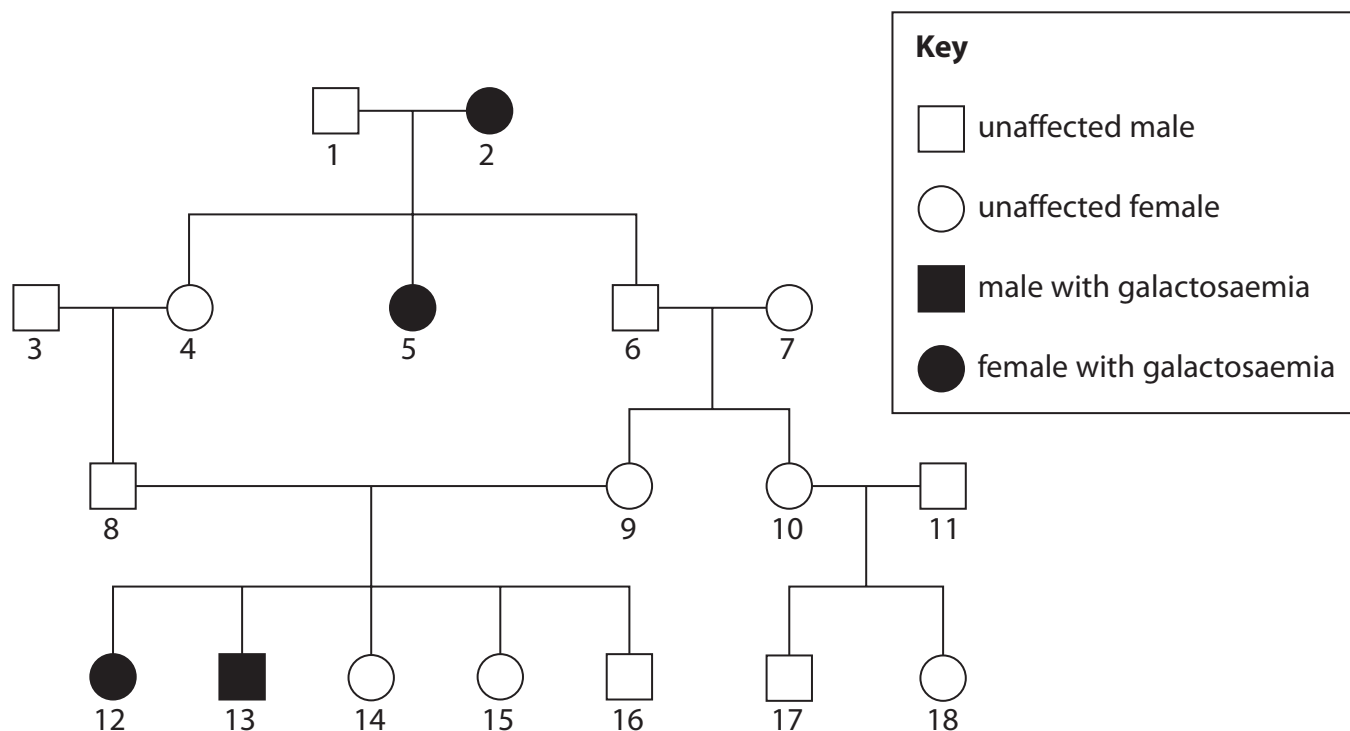 Key
unaffected male
unaffected female
male with galactosaemia
female with galactosaemia
1 2
3 4 5 6 7
8 9 10 11
12 13 14 15 16 17 18